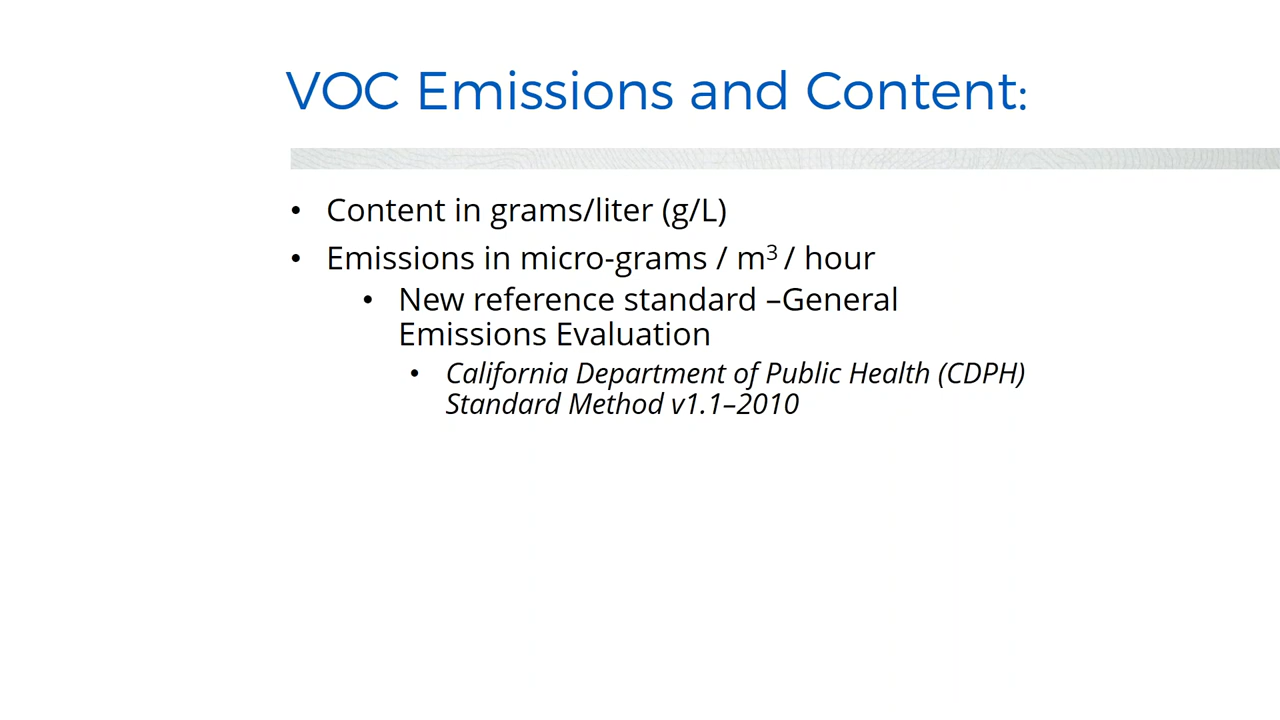 VOC Emissions and Content:
• Content in grams/liter (g/L)
• Emissions in micro-grams / m³ / hour
• New reference standard –General
Emissions Evaluation
• California Department of Public Health (CDPH)
Standard Method v1.1–2010